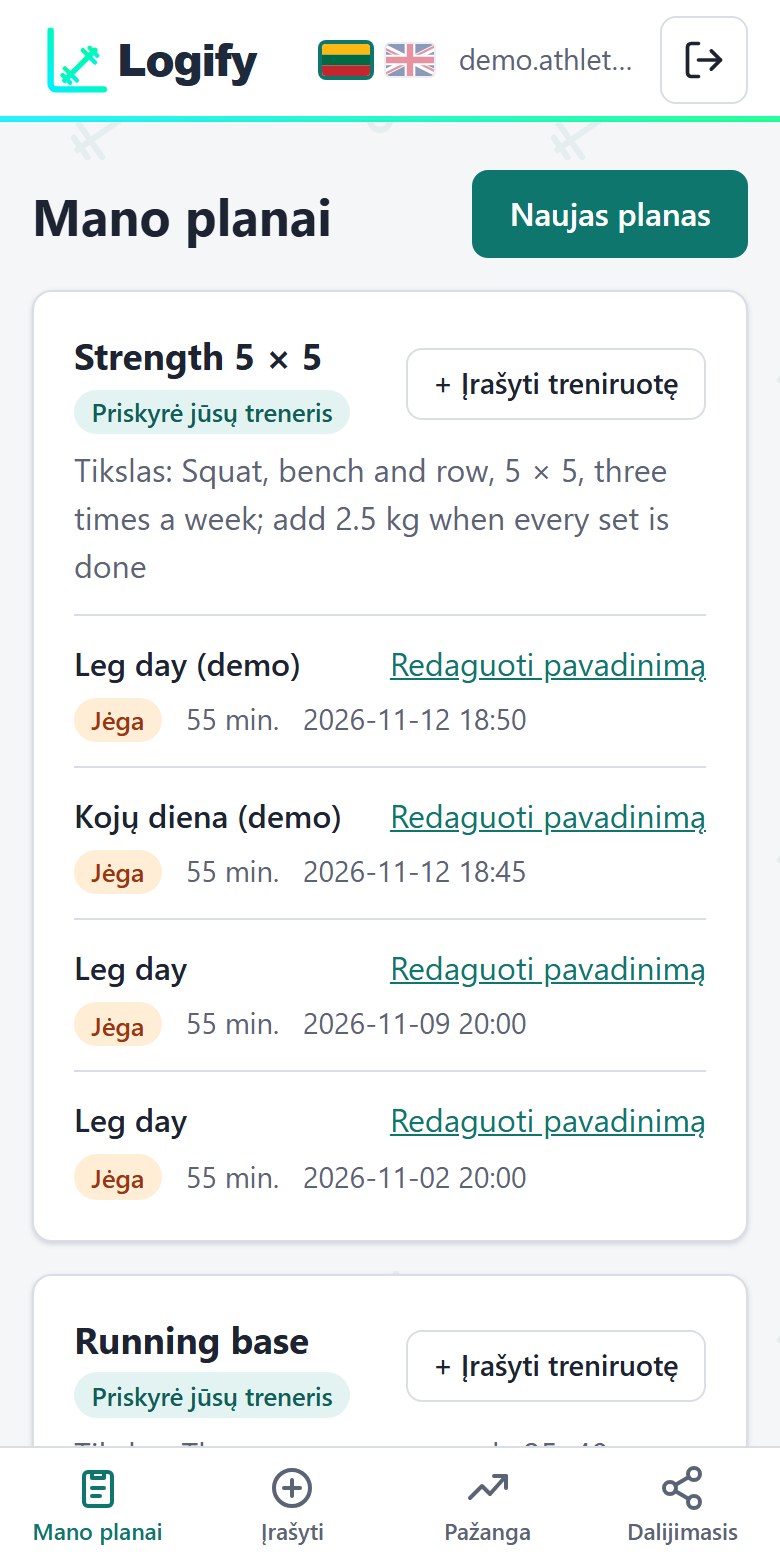 Logify
demo.athlet...
Mano planai
Naujas planas
Strength 5 × 5
+ Įrašyti treniruotę
Priskyrė jūsų treneris
Tikslas: Squat, bench and row, 5 × 5, three
times a week; add 2.5 kg when every set is
done
Leg day (demo)
Redaguoti pavadinimą
Jėga 55 min. 2026-11-12 18:50
Kojų diena (demo)
Redaguoti pavadinimą
Jėga 55 min. 2026-11-12 18:45
Leg day
Redaguoti pavadinimą
Jėga 55 min. 2026-11-09 20:00
Leg day
Redaguoti pavadinimą
Jėga 55 min. 2026-11-02 20:00
Running base
+ Įrašyti treniruotę
Priskyrė jūsų treneris
Mano planai
Įrašyti
Pažanga
Dalijimasis